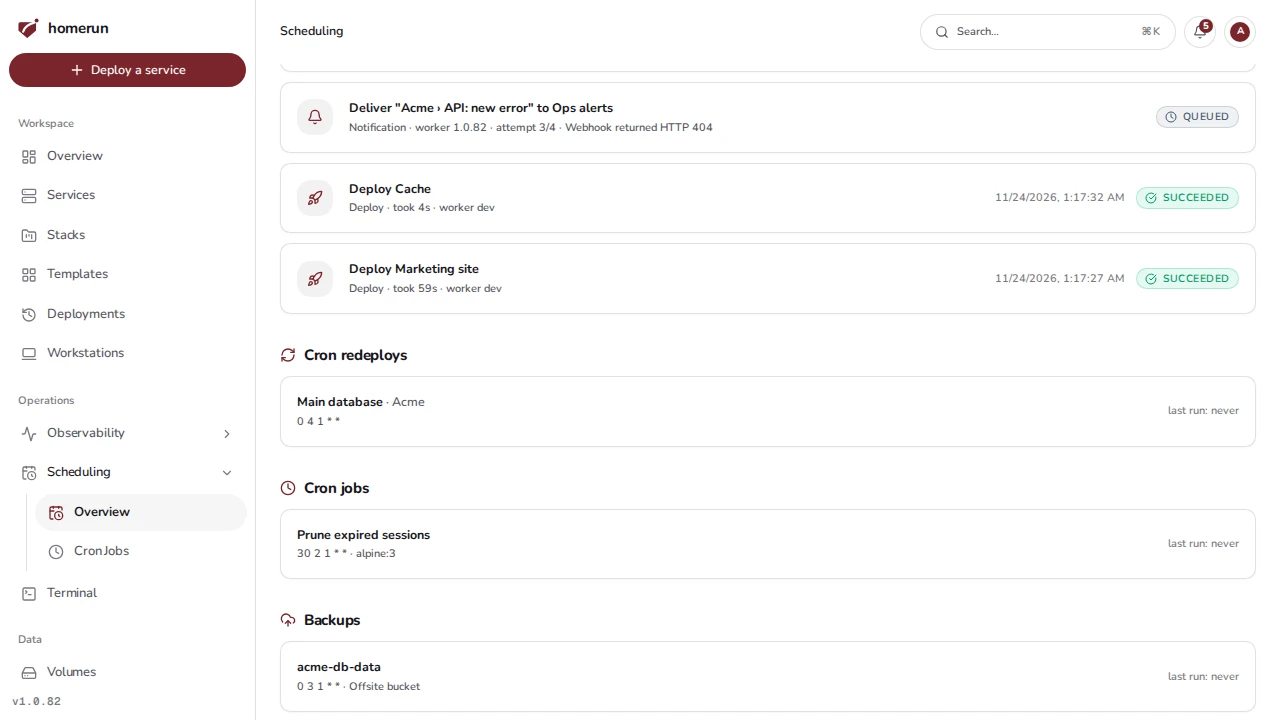 homerun
Deploy a service
Workspace
Overview
Services
Stacks
Templates
Deployments
Workstations
Operations
Observability
Scheduling
Overview
CronJobs
Terminal
Data
Volumes
v1.0.82
Scheduling
Search...
⌘K
5
A
Deliver "Acme › API: new error" to Ops alerts
Notification · worker 1.0.82 · attempt 3/4 · Webhook returned HTTP 404
QUEUED
Deploy Cache
Deploy · took 4s · worker dev
11/24/2026, 1:17:32 AM
SUCCEEDED
Deploy Marketing site
Deploy · took 59s · worker dev
11/24/2026, 1:17:27 AM
SUCCEEDED
Cron redeploys
Main database · Acme
0 4 1 * *
last run: never
Cron jobs
Prune expired sessions
30 2 1 * * · alpine:3
last run: never
Backups
acme-db-data
0 3 1 * * · Offsite bucket
last run: never